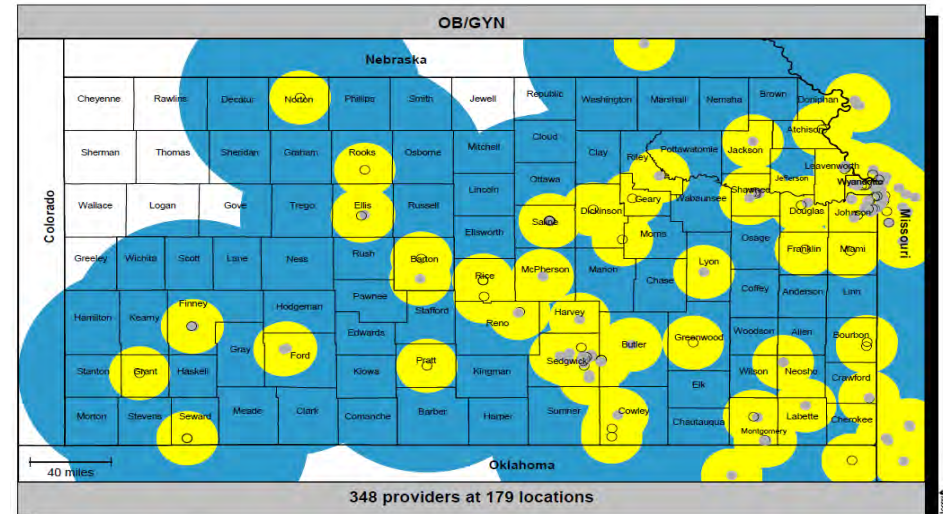 OB/GYN
Nebraska
Cheyenne Rawlins Decatur Norton Phillips Smith Jewell Republic Washington Marshall Nemaha Brown Doniphan
Atchison
Cloud
Sherman Thomas Sheridan Graham Rooks Osborne Mitchell Clay Riley Pottawatomie Jackson
Leavenworth
Jefferson Wyandotte
Ottawa
Lincoln
Wallace Logan Gove Trego Ellis Russell Saline Dickinson Geary Wabaunsee Shawnee Douglas Johnson
Colorado
Missouri
Ellsworth Morris Osage Franklin Miami
Greeley Wichita Scott Lane Ness Rush Barton Rice McPherson Marion Chase Lyon
Coffey Anderson Linn
Pawnee
Hamilton Kearny Finney Hodgeman Stafford Reno Harvey
Edwards
Gray Ford Sedgwick Butler Greenwood Woodson Allen Bourbon
Stanton Grant Haskell Kiowa Pratt Kingman Wilson Neosho Crawford
Elk
Morton Stevens Seward Meade Clark Comanche Barber Harper Sumner Cowley Chautauqua Montgomery Labette Cherokee
Oklahoma
40 miles
348 providers at 179 locations